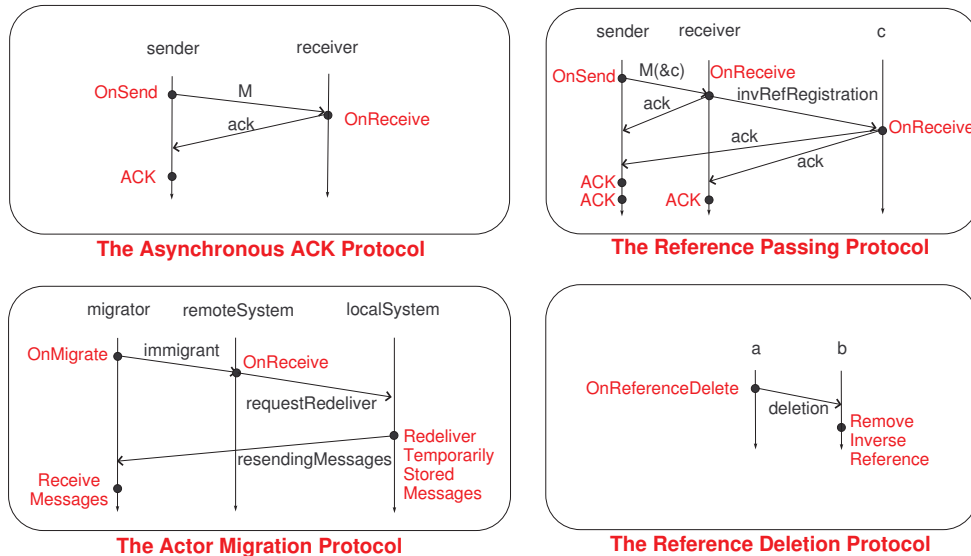 sender receiver
OnSend
M
OnReceive
ack
ACK
The Asynchronous ACK Protocol
sender receiver c
OnSend
M(&c)
OnReceive
invRefRegistration
ack
OnReceive
ack
ack
ACK
ACK
ACK
The Reference Passing Protocol
migrator remoteSystem localSystem
OnMigrate
immigrant
OnReceive
requestRedeliver
resendingMessages
Redeliver
Temporarily
Stored
Messages
Receive
Messages
The Actor Migration Protocol
a b
OnReferenceDelete
deletion
Remove
Inverse
Reference
The Reference Deletion Protocol